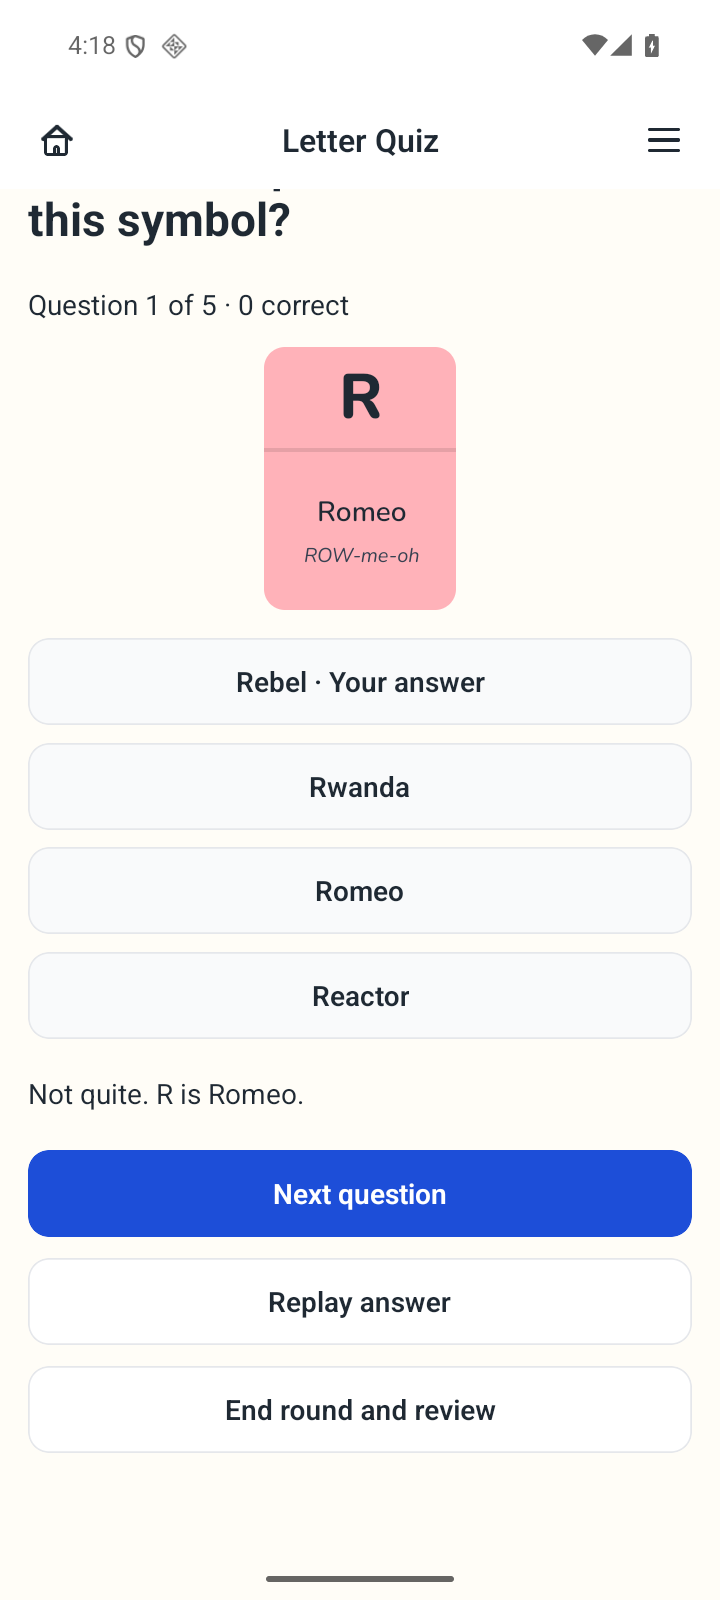 4:18
Letter Quiz
this symbol?
Question 1 of 5 · 0 correct
R
Romeo
ROW-me-oh
Rebel · Your answer
Rwanda
Romeo
Reactor
Not quite. R is Romeo.
Next question
Replay answer
End round and review